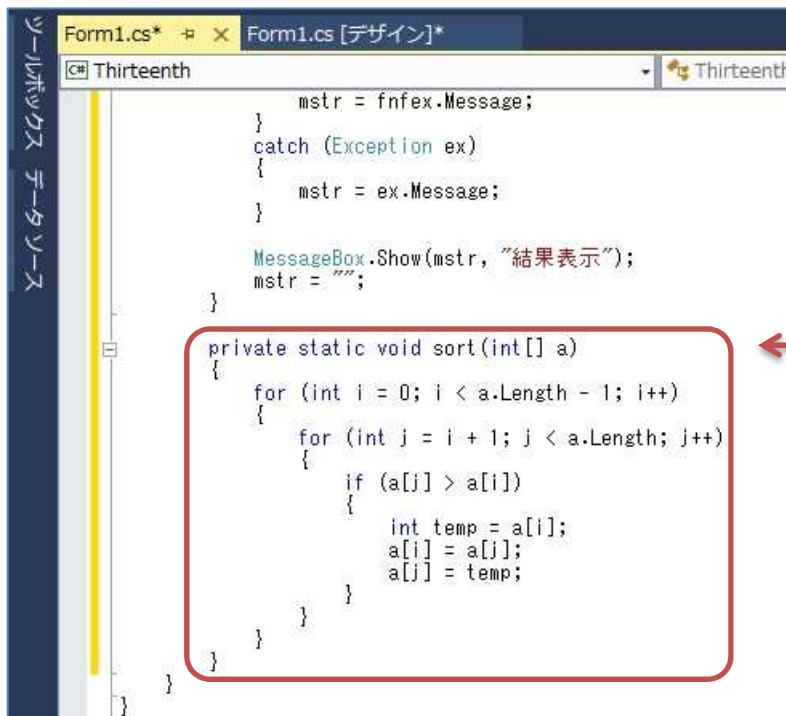 ツールボックス データ ソース
Form1.cs* Form1.cs [デザイン]*
C# Thirteenth Thirteenth
mstr = fnfex.Message;
}
catch (Exception ex)
{
mstr = ex.Message;
}
MessageBox.Show(mstr, "結果表示");
mstr = "";
}
private static void sort(int[] a)
{
for (int i = 0; i < a.Length - 1; i++)
{
for (int j = i + 1; j < a.Length; j++)
{
if (a[j] > a[i])
{
int temp = a[i];
a[i] = a[j];
a[j] = temp;
}
}
}
}
}
}